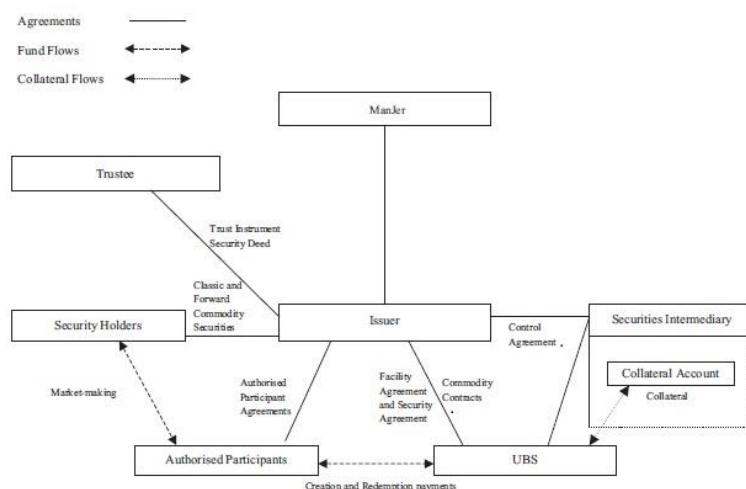 Agreements
Fund Flows
Collateral Flows
ManJer
Trustee
Trust Instrument
Security Deed
Classic and
Forward
Commodity
Securities
Security Holders
Issuer
Securities Intermediary
Control
Agreement
Collateral Account
Collateral
Market-making
Authorised
Participant
Agreements
Facility
Agreement
and Security
Agreement
Commodity
Contracts
Authorised Participants
UBS
Creation and Redemption payments